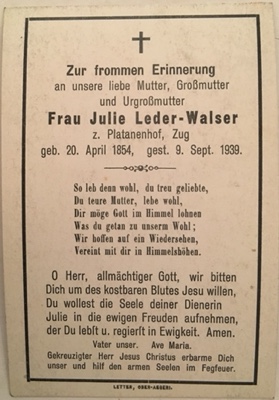 Zur frommen Erinnerung
an unsere liebe Mutter, Großmutter
und Urgroßmutter
Frau Julie Leder-Walser
z. Platanenhof, Zug
geb. 20. April 1854, gest. 9. Sept. 1939.
So leb denn wohl, du treu geliebte,
Du teure Mutter, lebe wohl,
Dir möge Gott im Himmel lohnen
Was du getan zu unserm Wohl;
Wir hoffen auf ein Wiedersehen,
Vereint mit dir in Himmelshöhen.
O Herr, allmächtiger Gott, wir bitten
Dich um des kostbaren Blutes Jesu willen,
Du wollest die Seele deiner Dienerin
Julie in die ewigen Freuden aufnehmen,
der Du lebst u. regierst in Ewigkeit. Amen.
Vater unser. Ave Maria.
Gekreuzigter Herr Jesus Christus erbarme Dich
unser und hilf den armen Seelen im Fegfeuer.
LETTER, OBER-AEGERI.